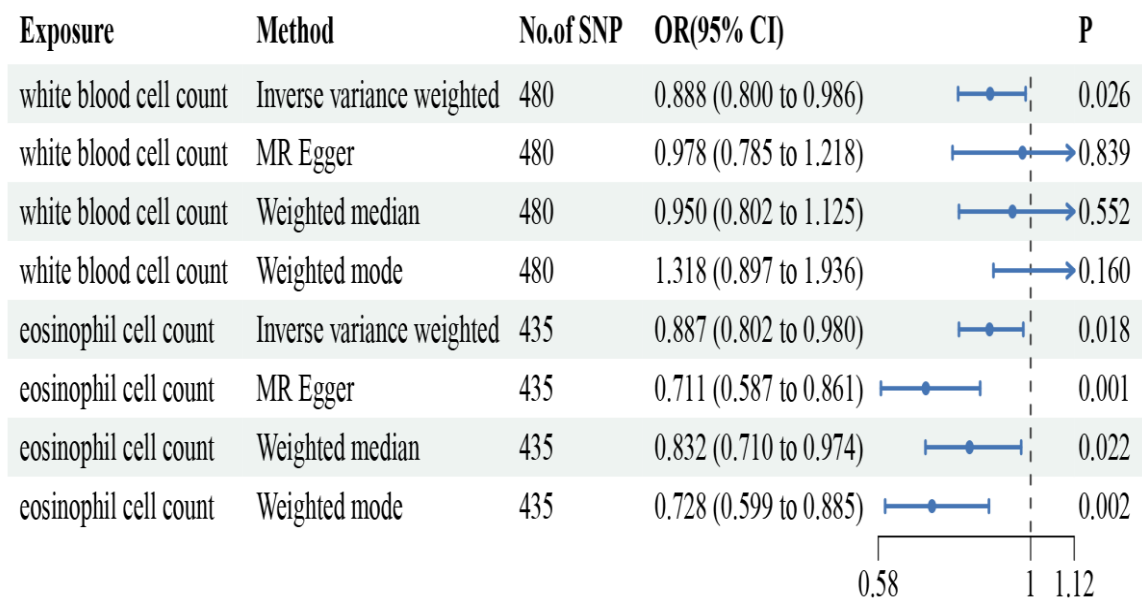 Exposure Method No.of SNP OR(95% CI) P
white blood cell count Inverse variance weighted 480 0.888 (0.800 to 0.986) 0.026
white blood cell count MR Egger 480 0.978 (0.785 to 1.218) 0.839
white blood cell count Weighted median 480 0.950 (0.802 to 1.125) 0.552
white blood cell count Weighted mode 480 1.318 (0.897 to 1.936) 0.160
eosinophil cell count Inverse variance weighted 435 0.887 (0.802 to 0.980) 0.018
eosinophil cell count MR Egger 435 0.711 (0.587 to 0.861) 0.001
eosinophil cell count Weighted median 435 0.832 (0.710 to 0.974) 0.022
eosinophil cell count Weighted mode 435 0.728 (0.599 to 0.885) 0.002
0.58 1 1.12